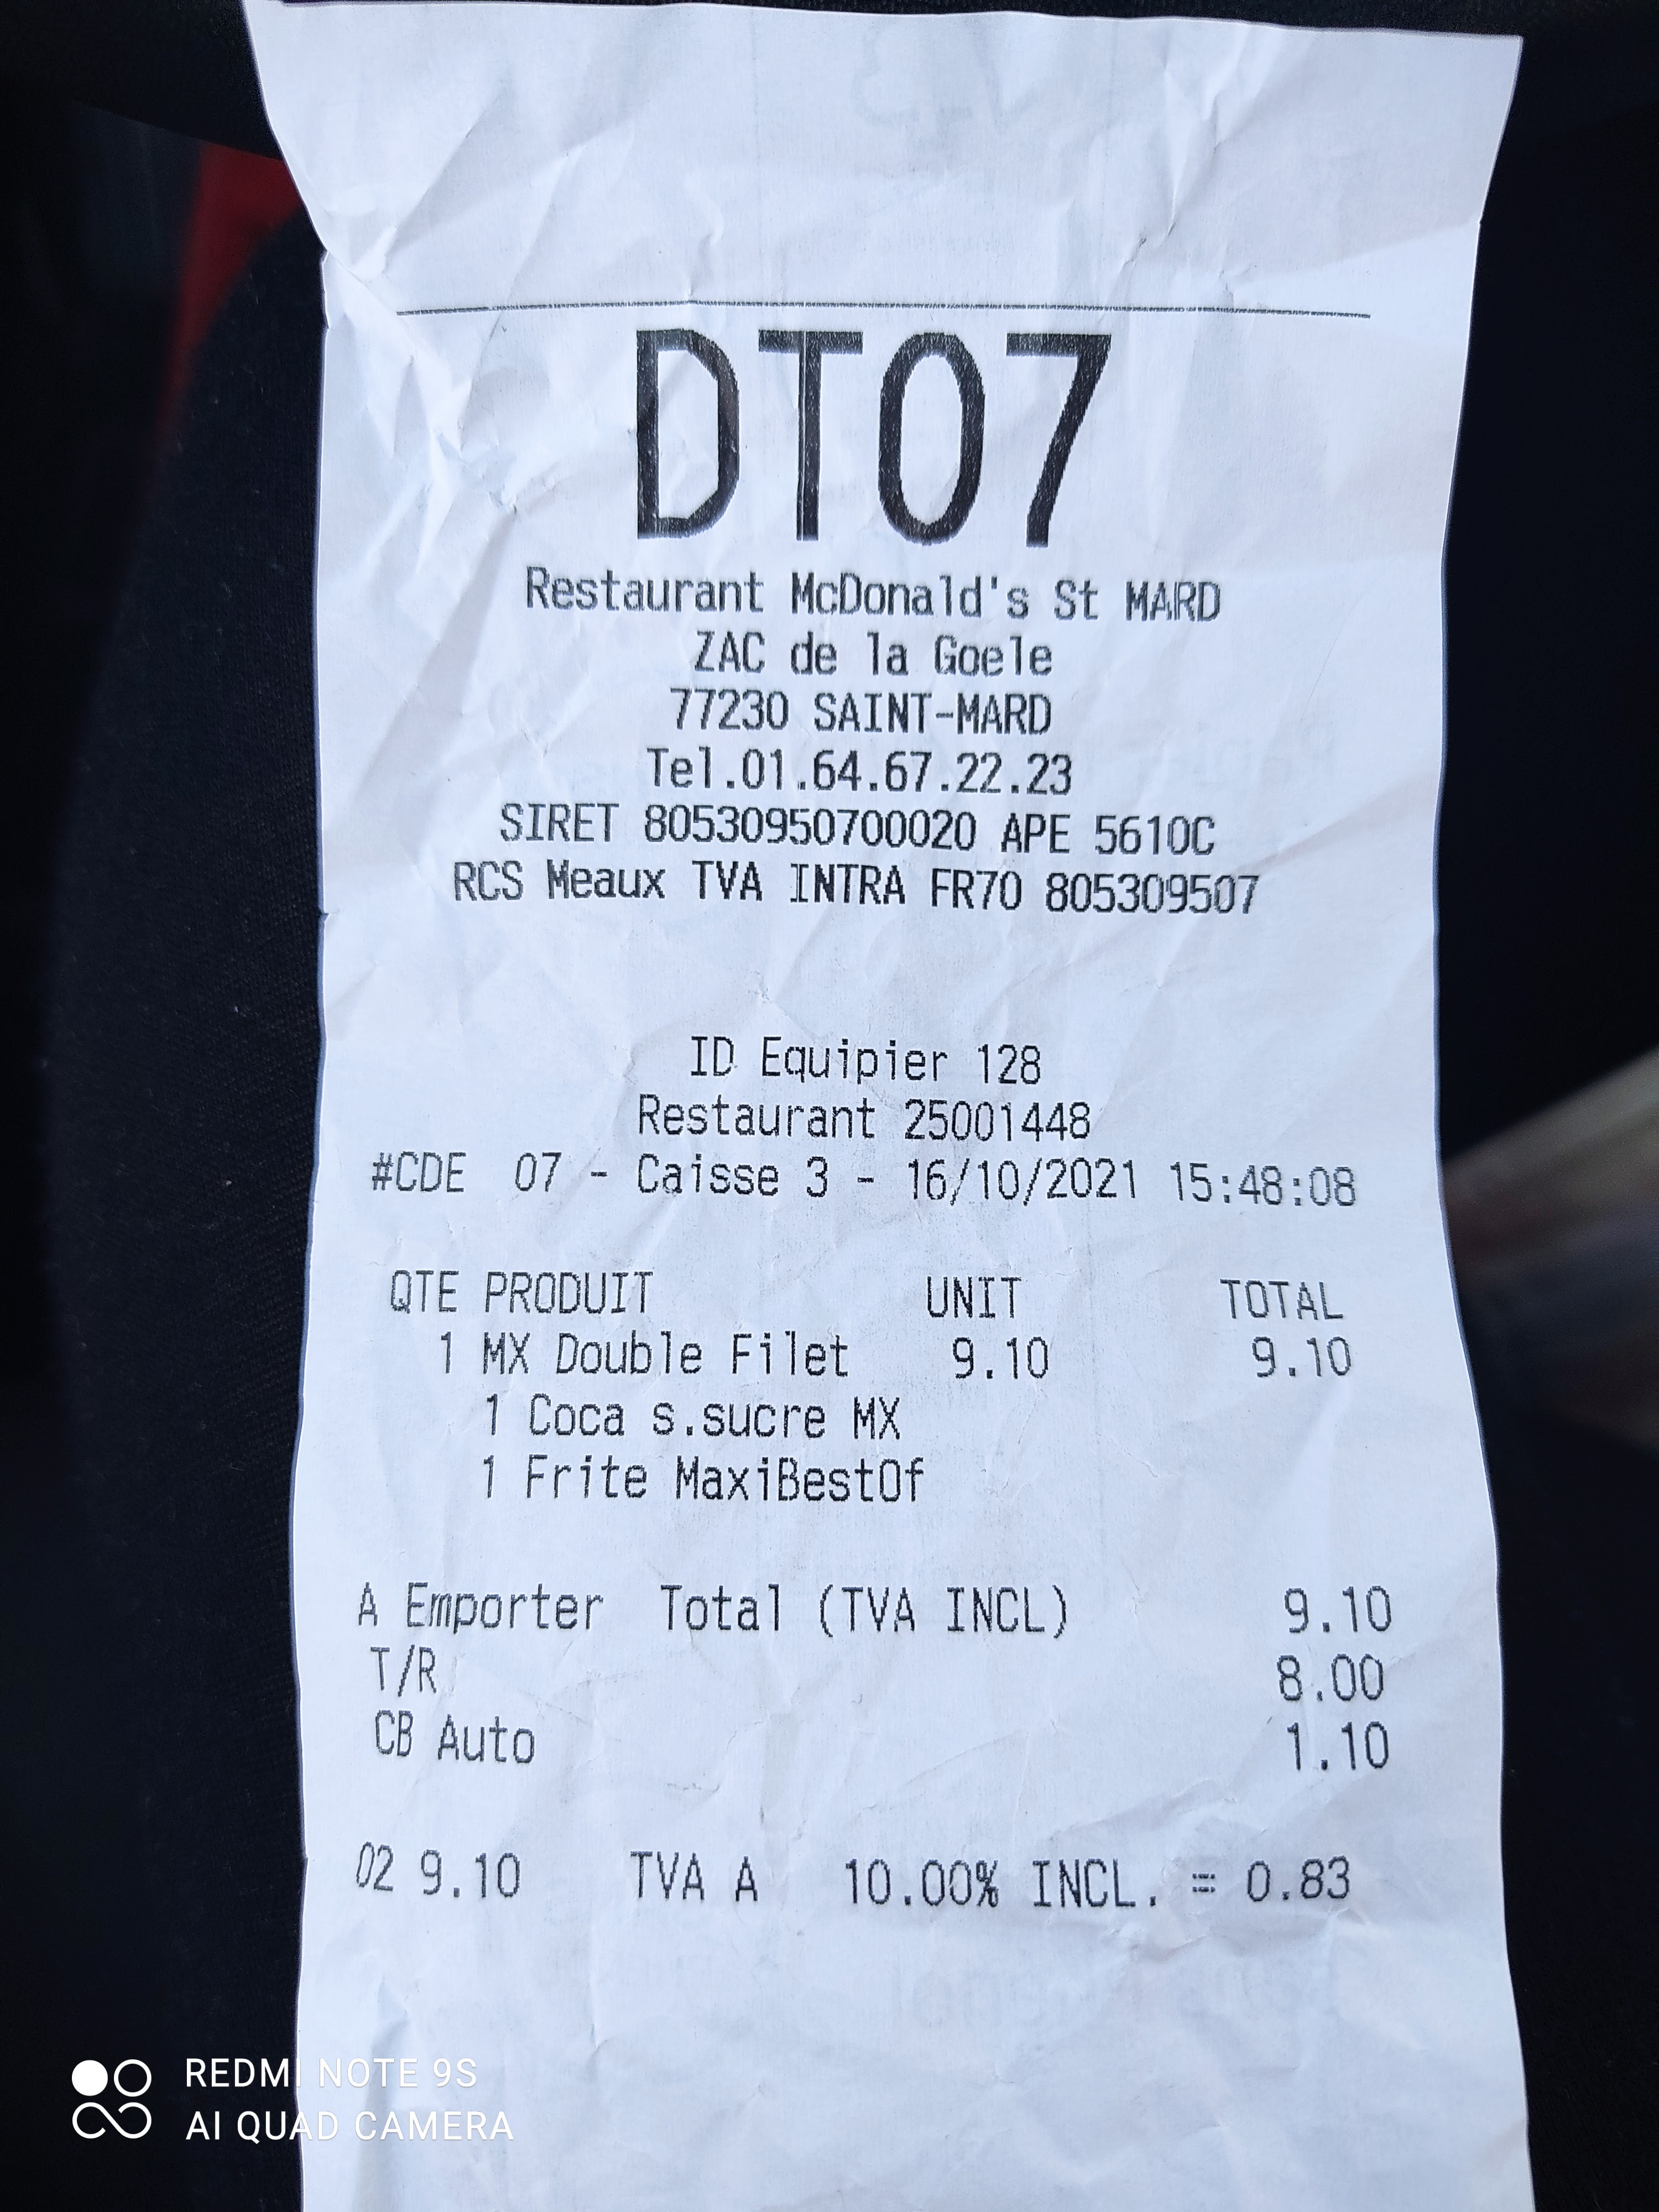 DT07
Restaurant McDonald's St MARD
ZAC de la Goele
77230 SAINT-MARD
Tel.01.64.67.22.23
SIRET 80530950700020 APE 5610C
RCS Meaux TVA INTRA FR70 805309507
ID Equipier 128
Restaurant 25001448
#CDE 07 - Caisse 3 - 16/10/2021 15:48:08
QTE PRODUIT UNIT TOTAL
1 MX Double Filet 9.10 9.10
1 Coca s.sucre MX
1 Frite MaxiBestOf
A Emporter Total (TVA INCL) 9.10
T/R 8.00
CB Auto 1.10
02 9.10 TVA A 10.00% INCL. = 0.83
REDMI NOTE 9S
AI QUAD CAMERA